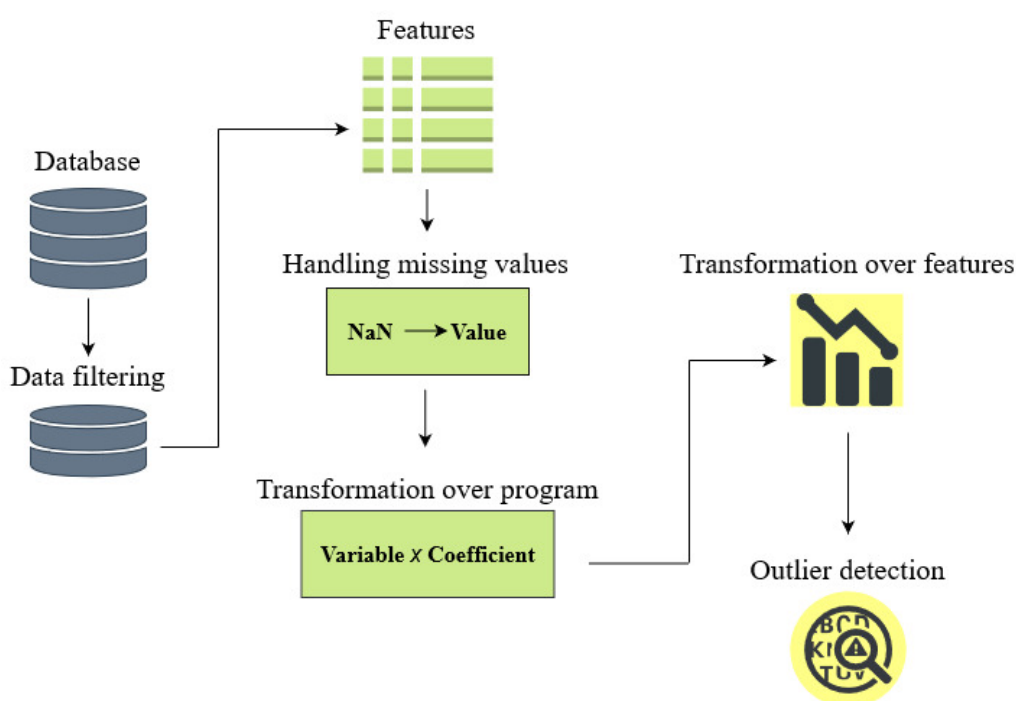 Database
Data filtering
Features
Handling missing values
NaN → Value
Transformation over program
Variable x Coefficient
Transformation over features
Outlier detection